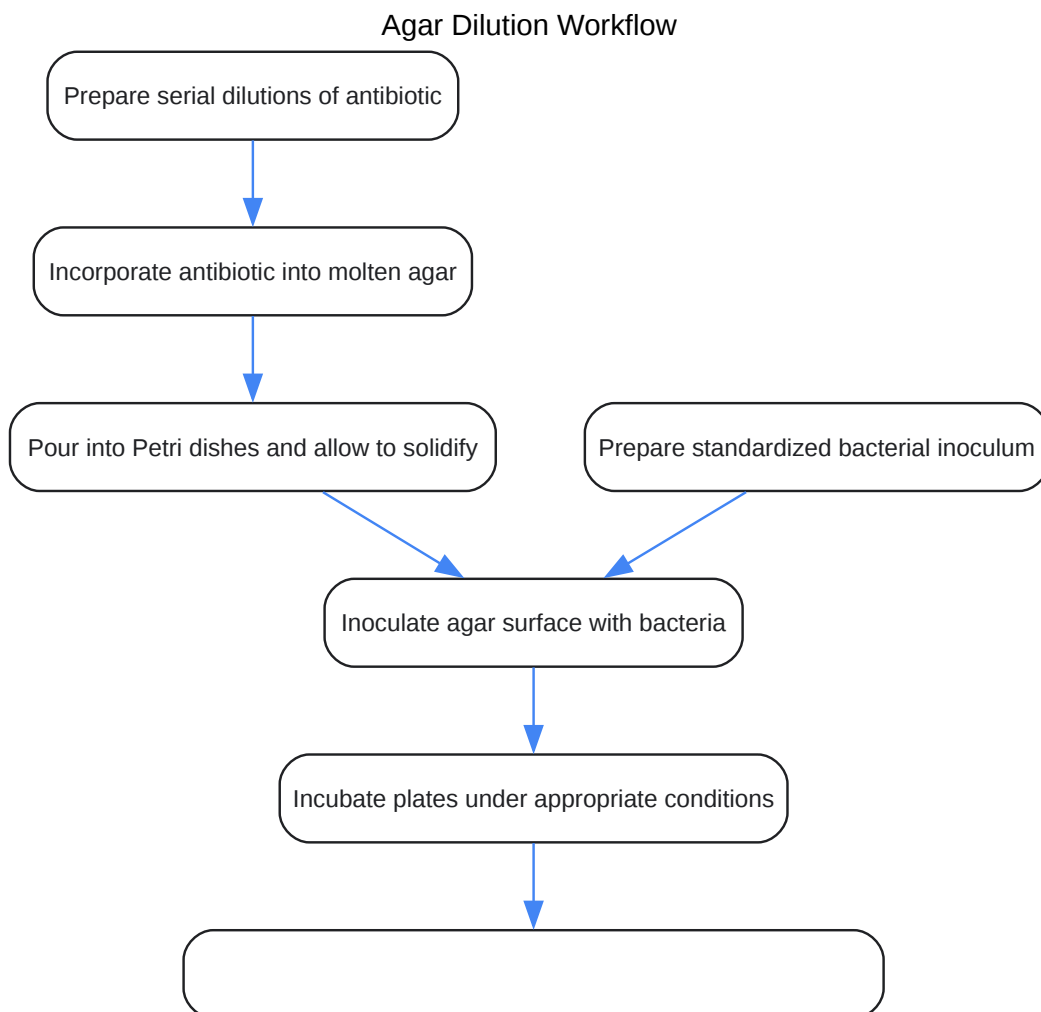 Agar Dilution Workflow
Prepare serial dilutions of antibiotic
Incorporate antibiotic into molten agar
Pour into Petri dishes and allow to solidify
Prepare standardized bacterial inoculum
Inoculate agar surface with bacteria
Incubate plates under appropriate conditions